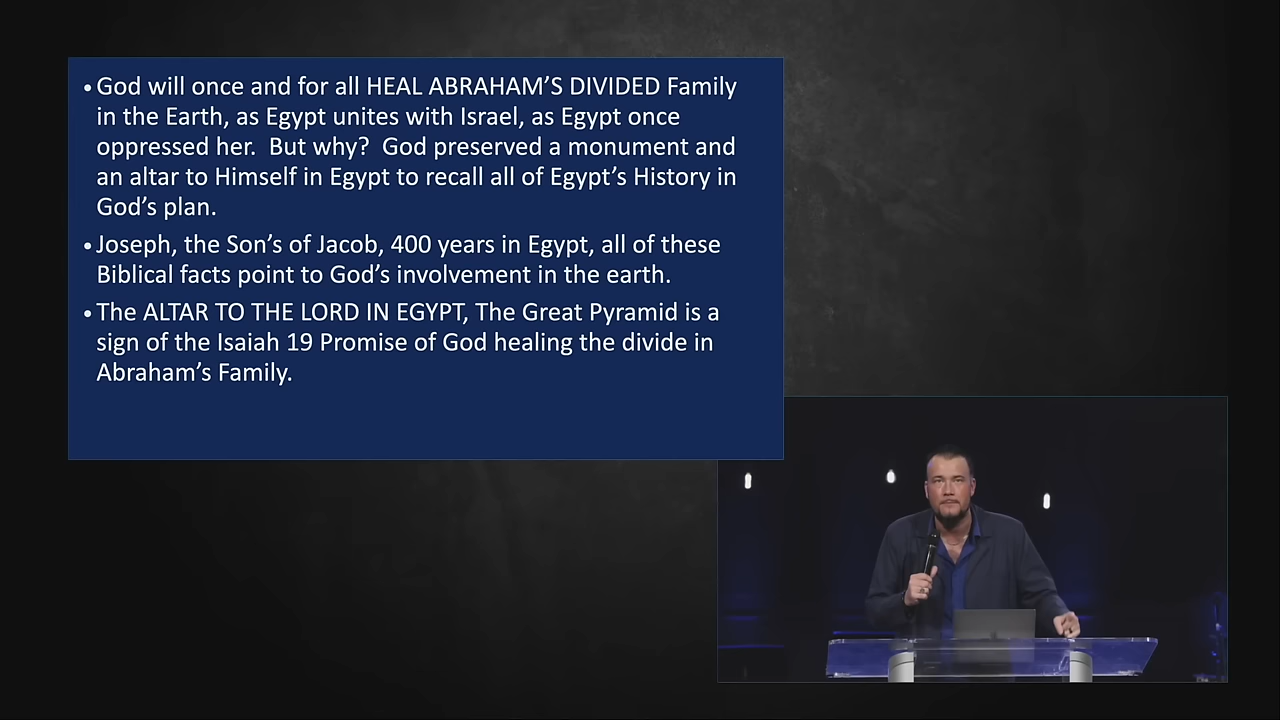 • God will once and for all HEAL ABRAHAM’S DIVIDED Family
in the Earth, as Egypt unites with Israel, as Egypt once
oppressed her.  But why?  God preserved a monument and
an altar to Himself in Egypt to recall all of Egypt’s History in
God’s plan.
• Joseph, the Son’s of Jacob, 400 years in Egypt, all of these
Biblical facts point to God’s involvement in the earth.
• The ALTAR TO THE LORD IN EGYPT, The Great Pyramid is a
sign of the Isaiah 19 Promise of God healing the divide in
Abraham’s Family.